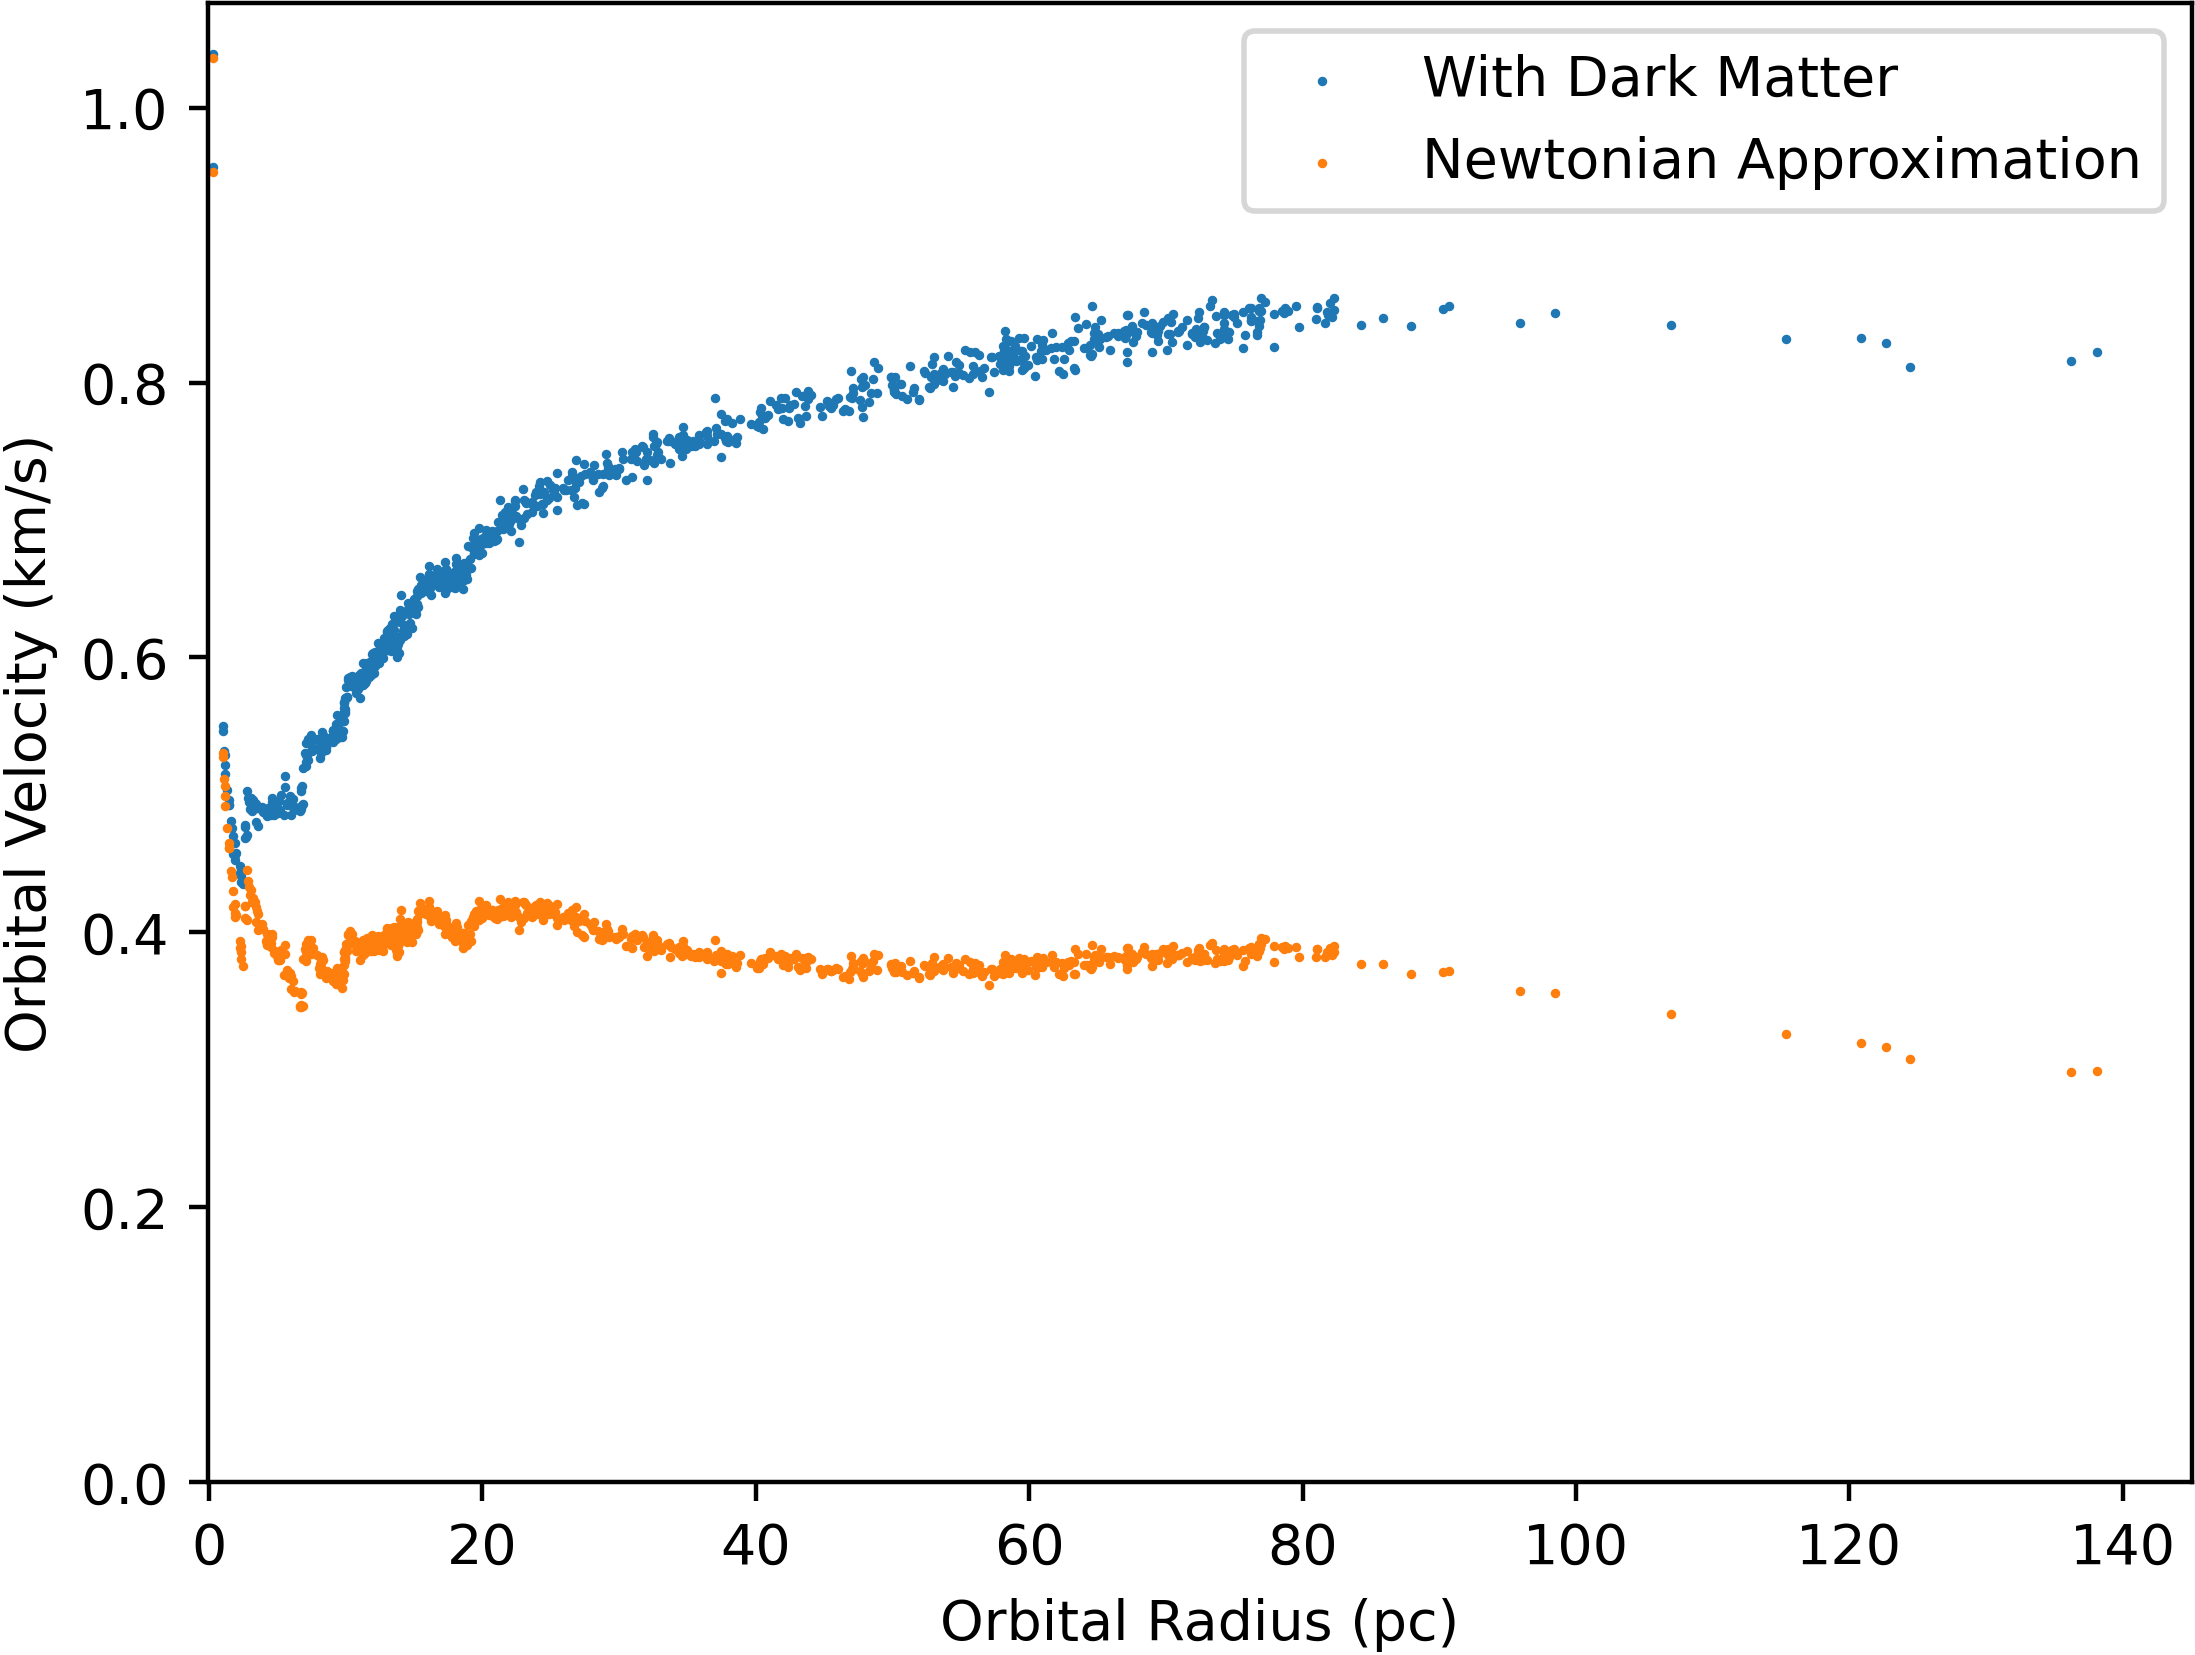 With Dark Matter
Newtonian Approximation
1.0
0.8
0.6
0.4
0.2
0.0
Orbital Velocity (km/s)
0 20 40 60 80 100 120 140
Orbital Radius (pc)